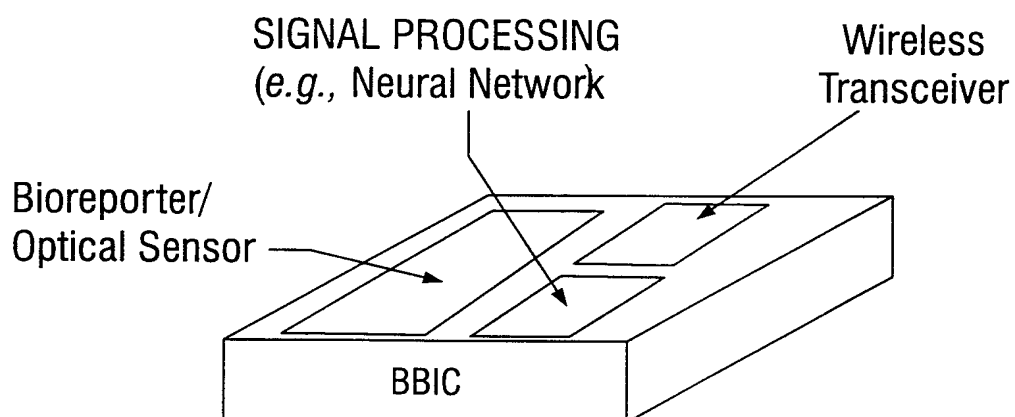 SIGNAL PROCESSING
(e.g., Neural Network
Wireless
Transceiver
Bioreporter/
Optical Sensor
BBIC